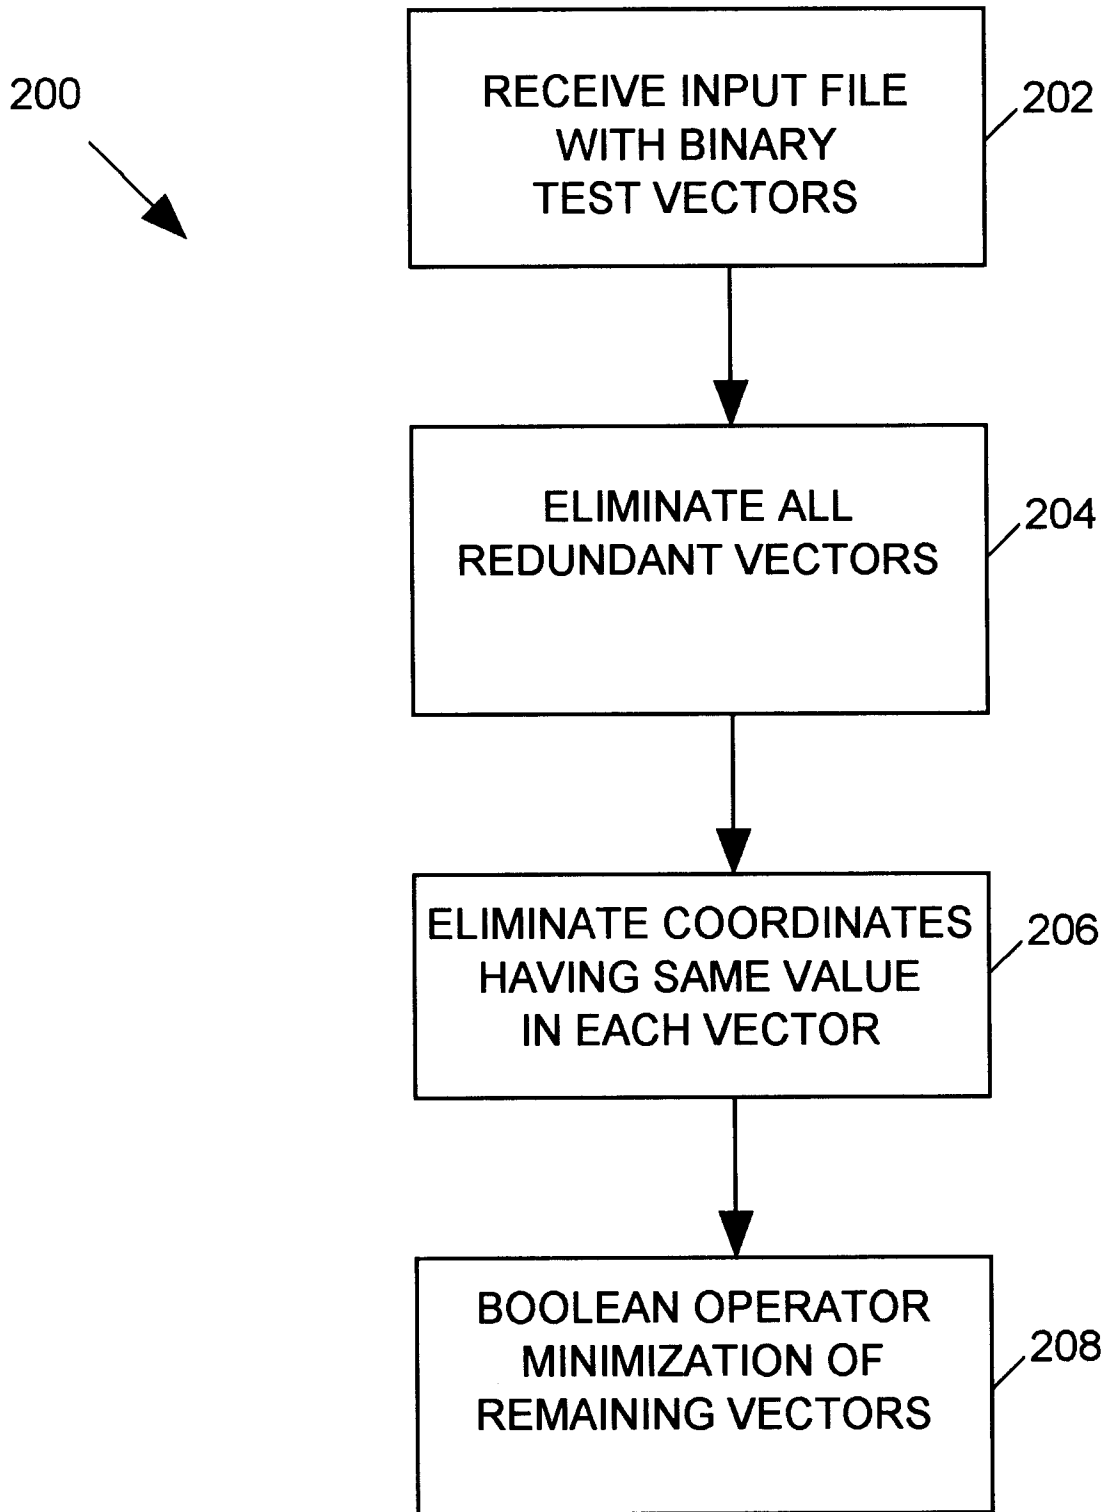 200
RECEIVE INPUT FILE
WITH BINARY
TEST VECTORS
202
ELIMINATE ALL
REDUNDANT VECTORS
204
ELIMINATE COORDINATES
HAVING SAME VALUE
IN EACH VECTOR
206
BOOLEAN OPERATOR
MINIMIZATION OF
REMAINING VECTORS
208